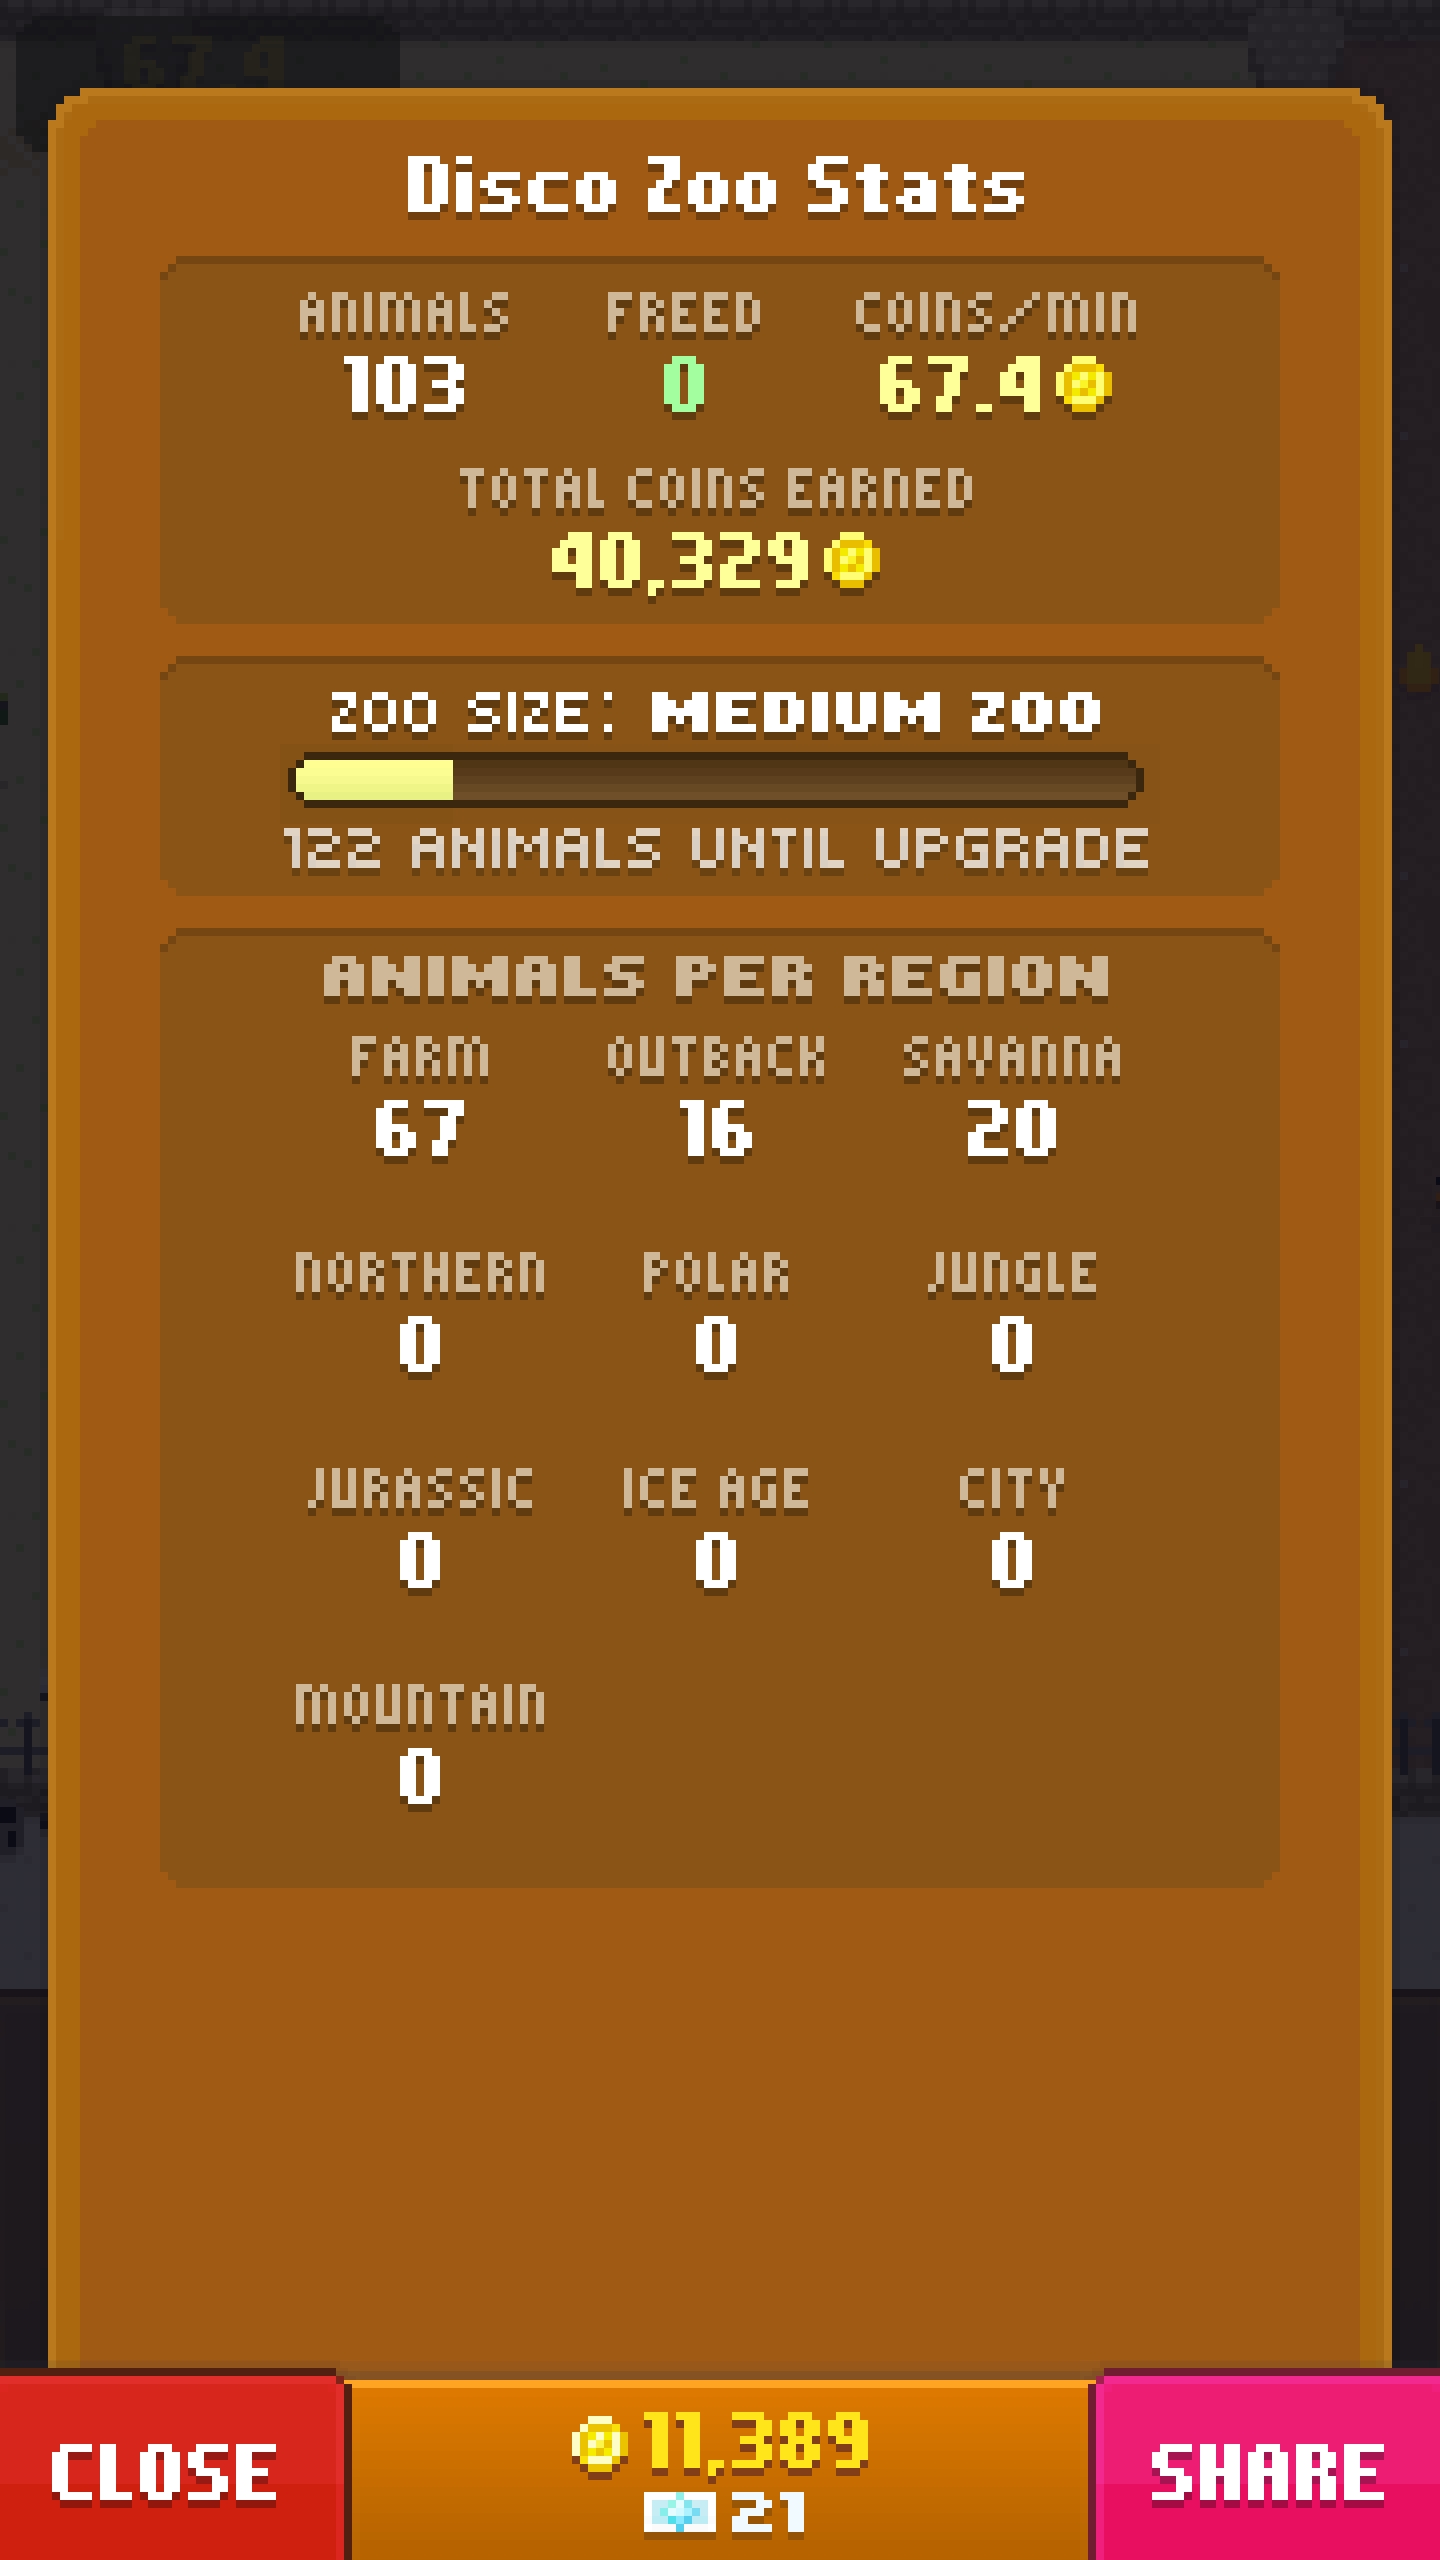 67.4
Disco Zoo Stats
ANIMALS FREED COINS/MIN
103 0 67.4
TOTAL COINS EARNED
40,329
ZOO SIZE: MEDIUM ZOO
122 ANIMALS UNTIL UPGRADE
ANIMALS PER REGION
FARM OUTBACK SAVANNA
67 16 20
NORTHERN POLAR JUNGLE
0 0 0
JURASSIC ICE AGE CITY
0 0 0
MOUNTAIN
0
CLOSE 11,389 SHARE
21